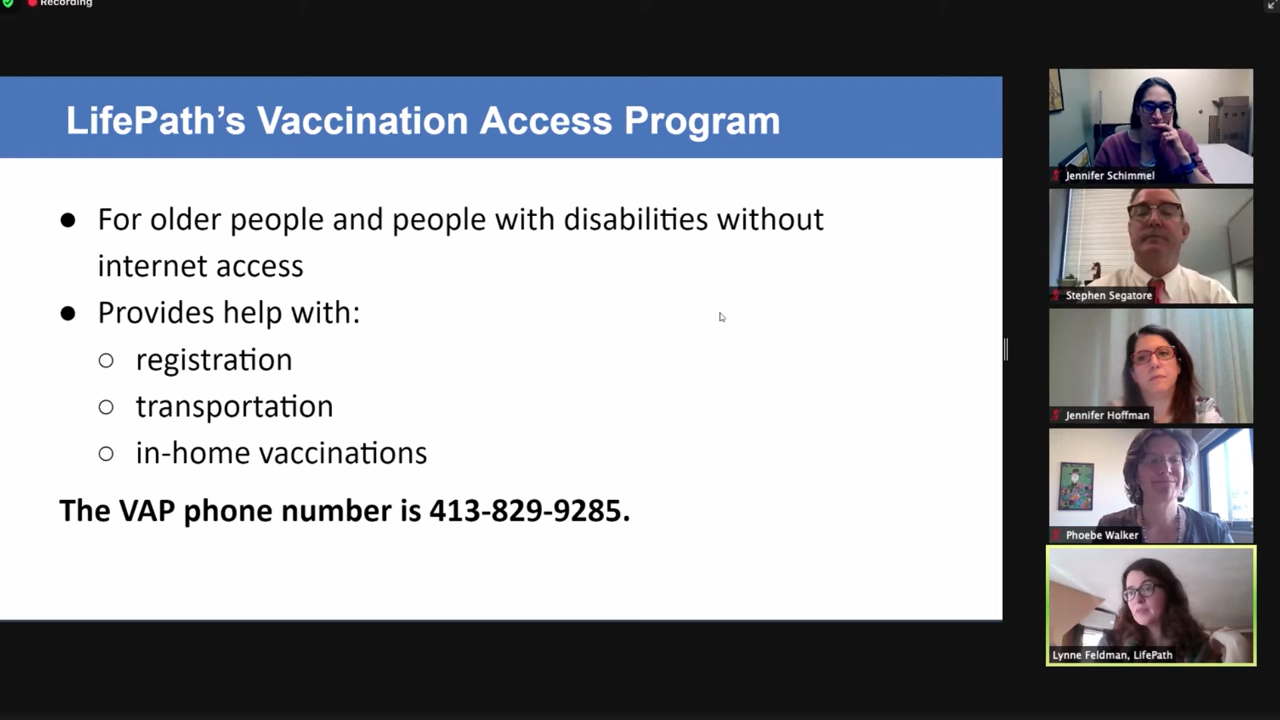 Recording
LifePath's Vaccination Access Program
● For older people and people with disabilities without
internet access
● Provides help with:
○ registration
○ transportation
○ in-home vaccinations
The VAP phone number is 413-829-9285.
Jennifer Schimmel
Stephen Segatore
Jennifer Hoffman
Phoebe Walker
Lynne Feldman, LifePath